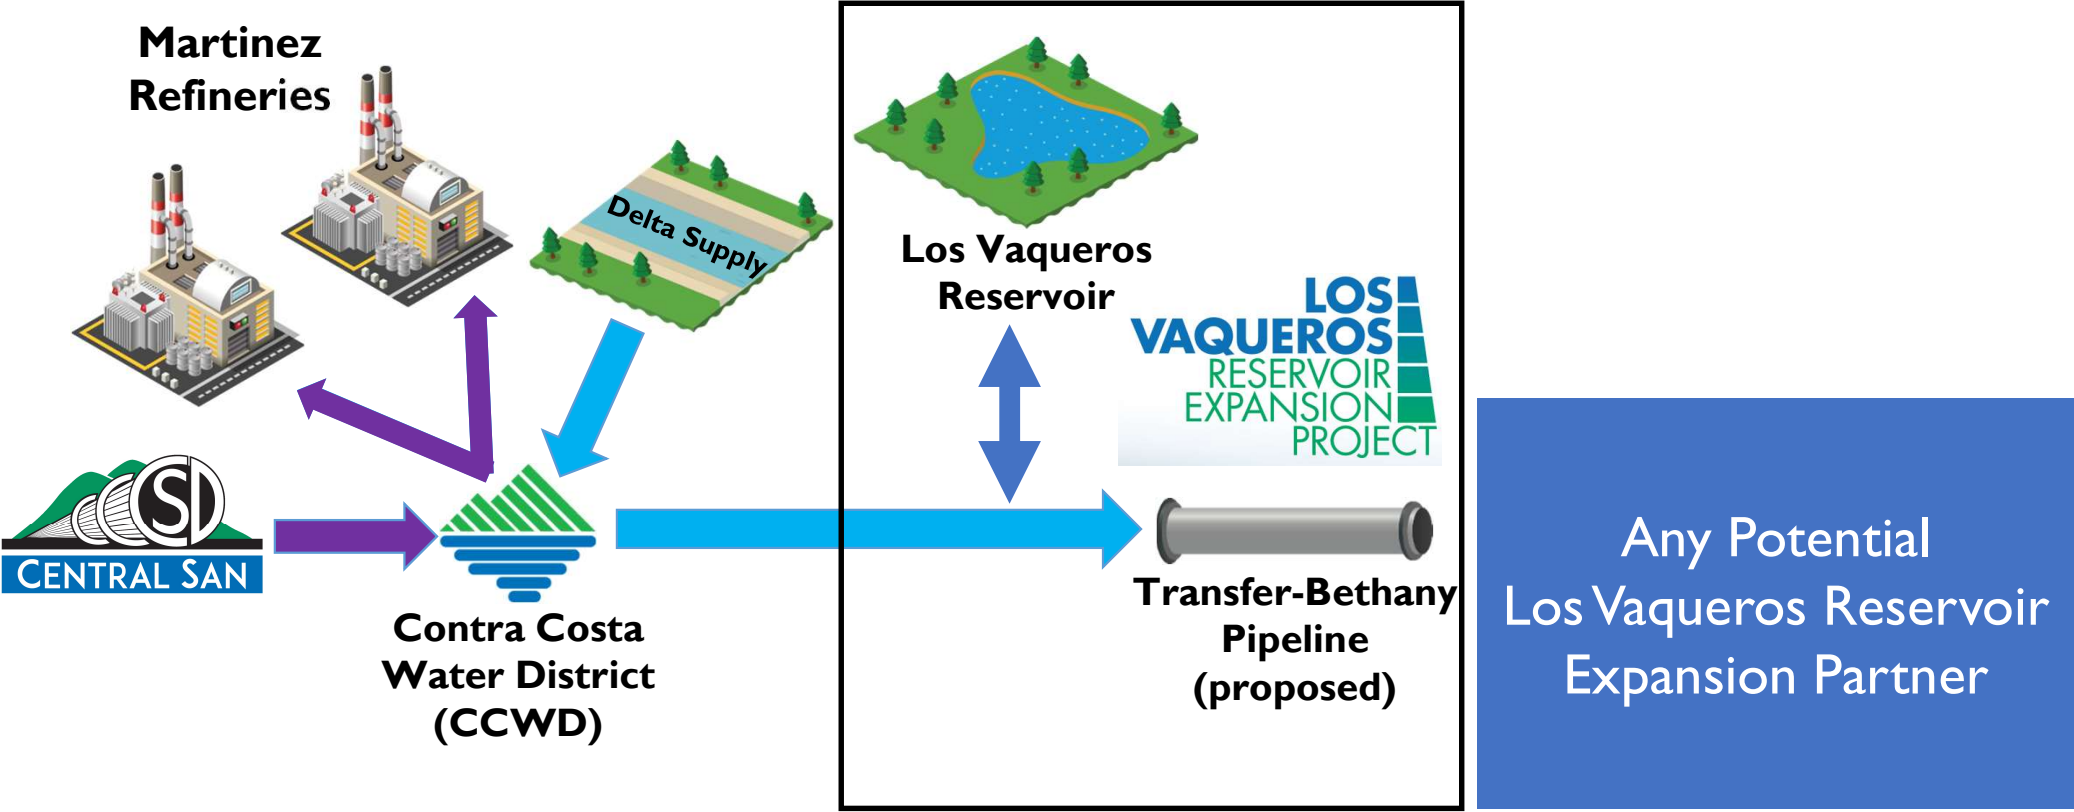 Martinez
Refineries
Delta Supply
Los Vaqueros
Reservoir
LOS
VAQUEROS
RESERVOIR
EXPANSION
PROJECT
CSD
CENTRAL SAN
Contra Costa
Water District
(CCWD)
Transfer-Bethany
Pipeline
(proposed)
Any Potential
Los Vaqueros Reservoir
Expansion Partner